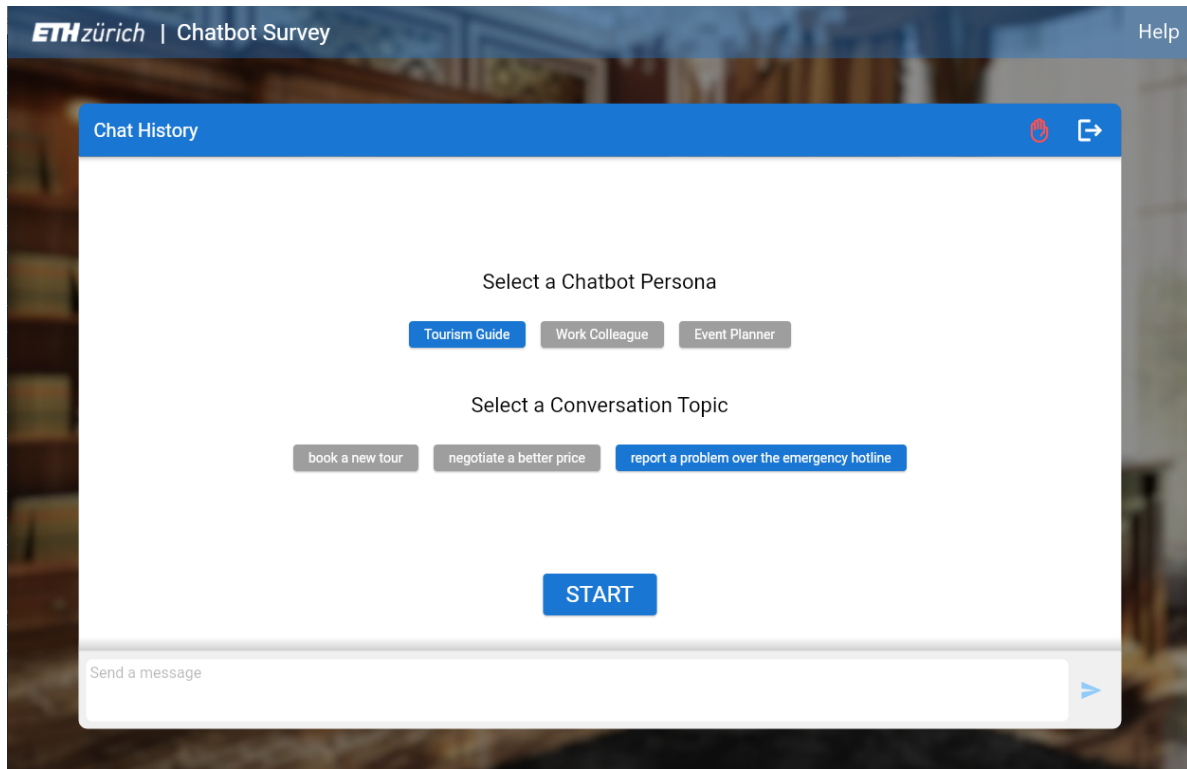 ETH zürich | Chatbot Survey Help
Chat History
Select a Chatbot Persona
Tourism Guide Work Colleague Event Planner
Select a Conversation Topic
book a new tour negotiate a better price report a problem over the emergency hotline
START
Send a message